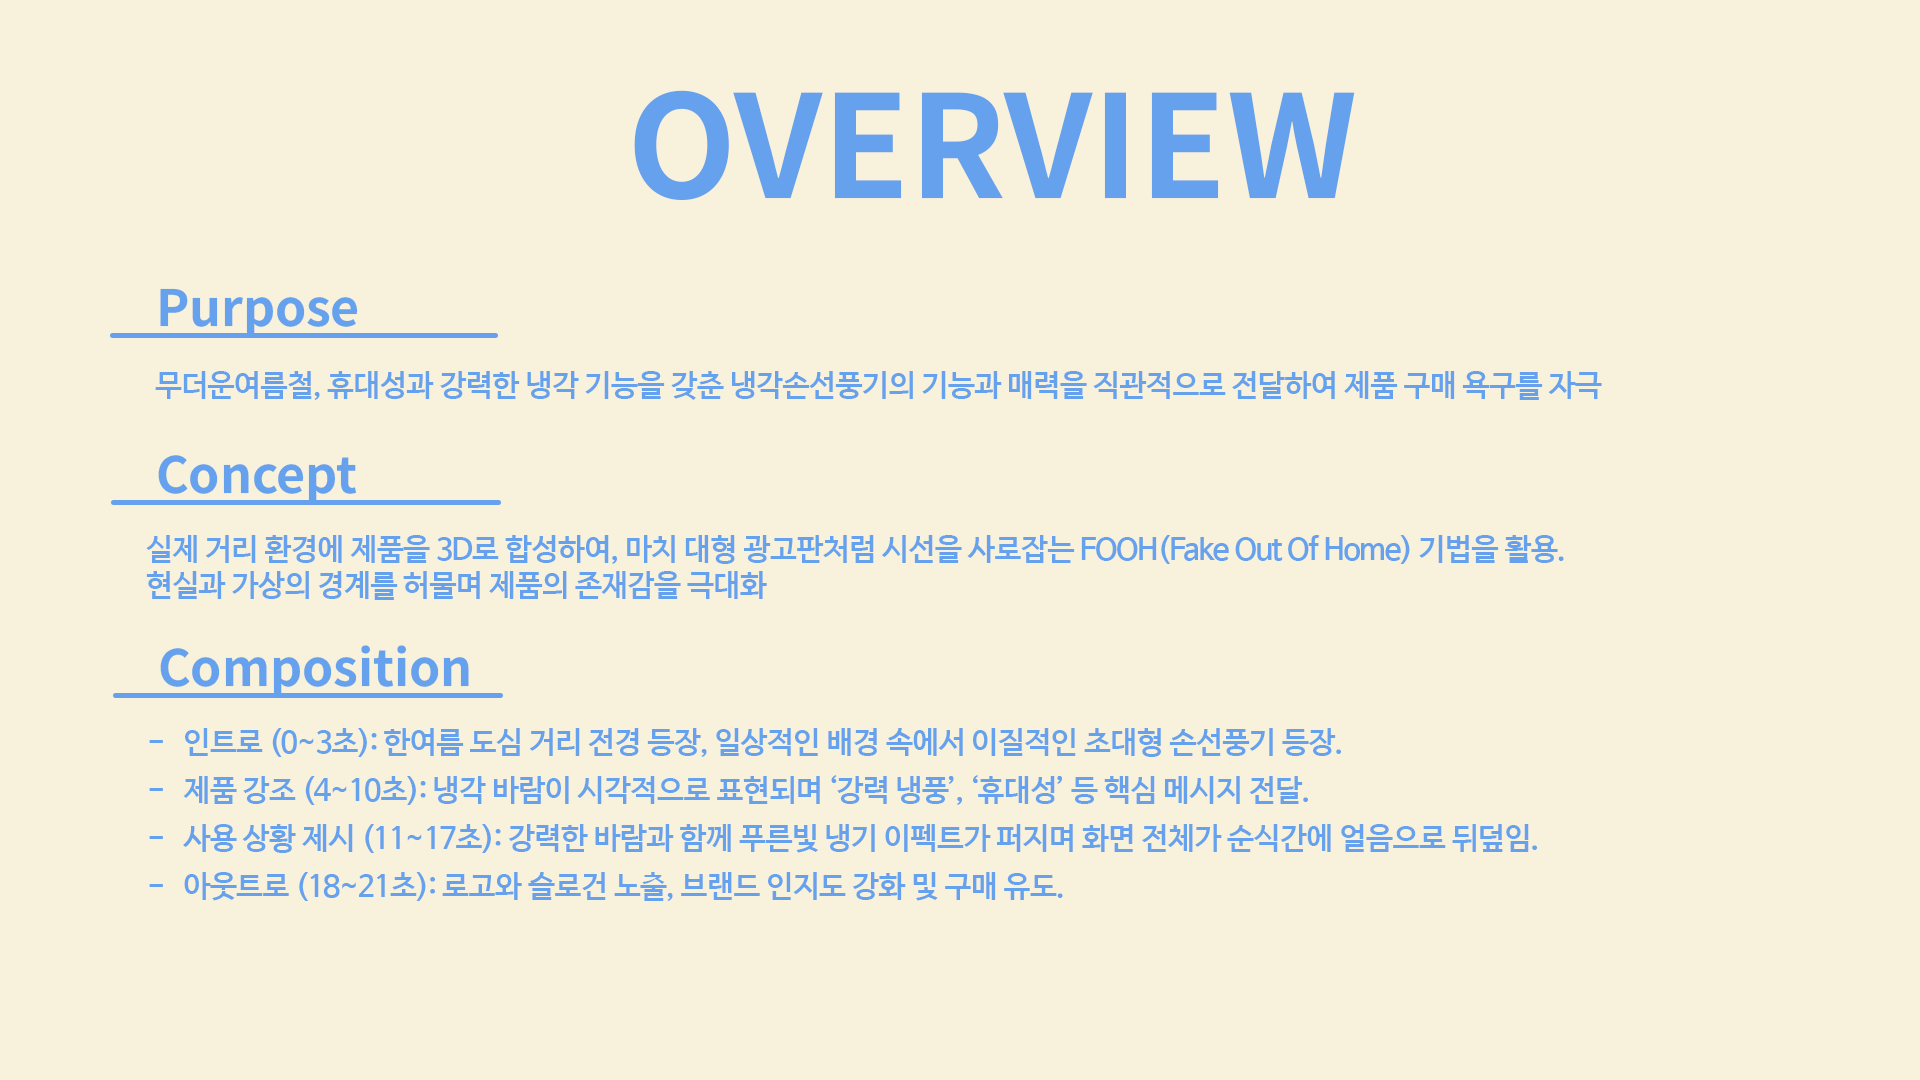 OVERVIEW
Purpose
무더운여름철, 휴대성과 강력한 냉각 기능을 갖춘 냉각손선풍기의 기능과 매력을 직관적으로 전달하여 제품 구매 욕구를 자극
Concept
실제 거리 환경에 제품을 3D로 합성하여, 마치 대형 광고판처럼 시선을 사로잡는 FOOH(Fake Out Of Home) 기법을 활용.
현실과 가상의 경계를 허물며 제품의 존재감을 극대화
Composition
- 인트로 (0~3초): 한여름 도심 거리 전경 등장, 일상적인 배경 속에서 이질적인 초대형 손선풍기 등장.
- 제품 강조 (4~10초): 냉각 바람이 시각적으로 표현되며 ‘강력 냉풍’, ‘휴대성’ 등 핵심 메시지 전달.
- 사용 상황 제시 (11~17초): 강력한 바람과 함께 푸른빛 냉기 이펙트가 퍼지며 화면 전체가 순식간에 얼음으로 뒤덮임.
- 아웃트로 (18~21초): 로고와 슬로건 노출, 브랜드 인지도 강화 및 구매 유도.